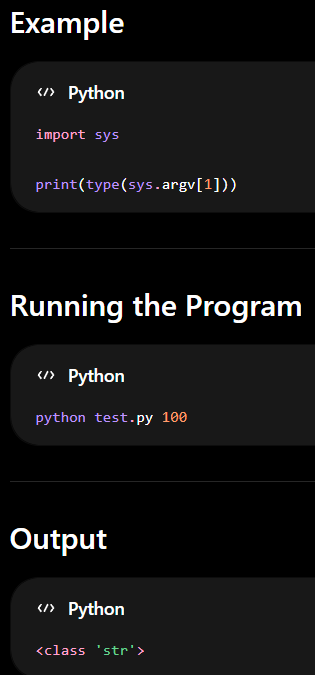 Example
</> Python
import sys
print(type(sys.argv[1]))
Running the Program
</> Python
python test.py 100
Output
</> Python
<class 'str'>